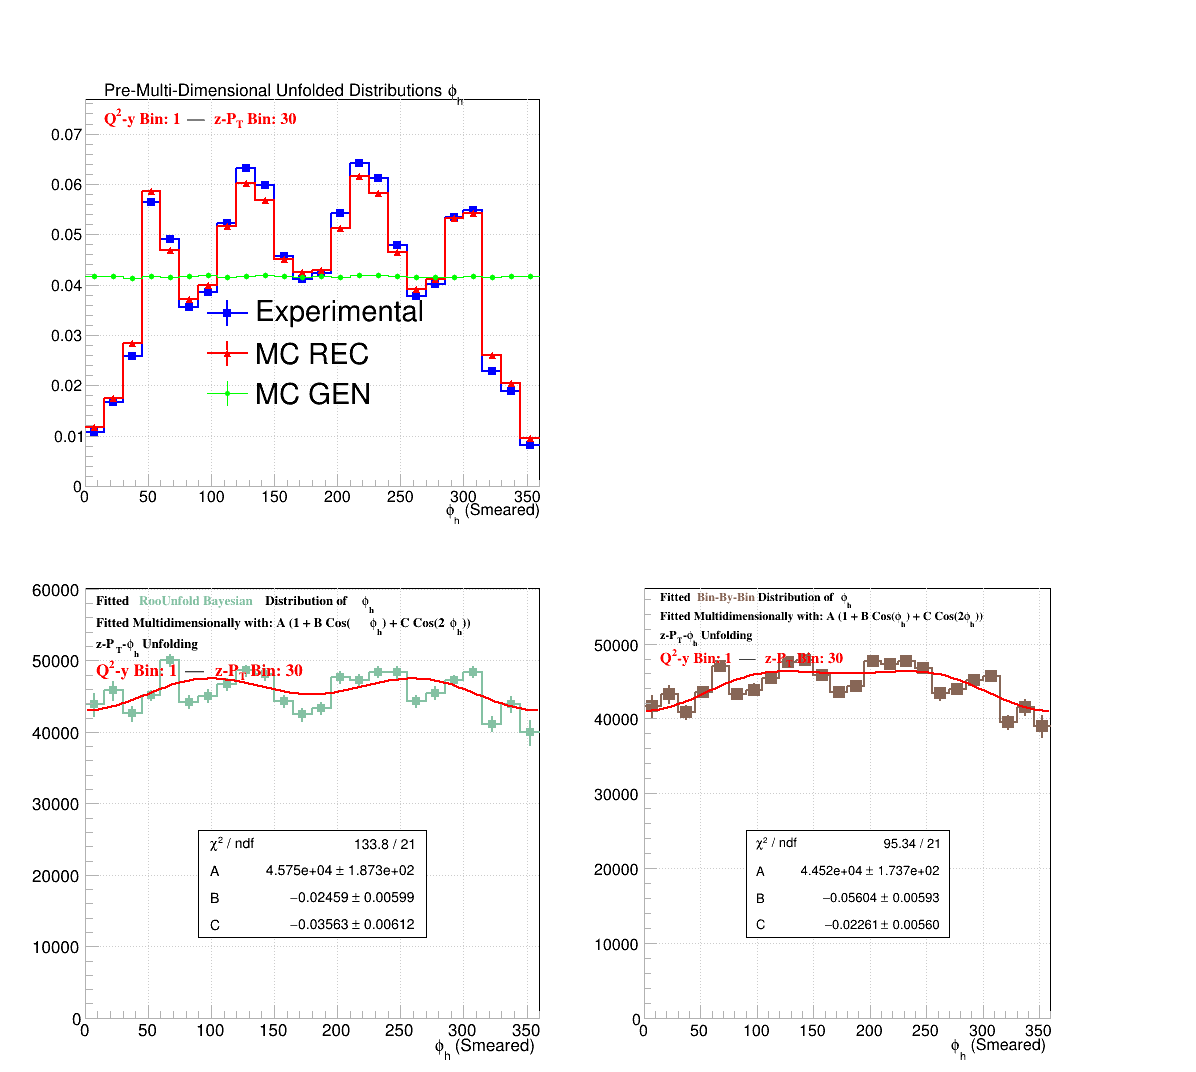 Pre-Multi-Dimensional Unfolded Distributions ϕh
Q²-y Bin: 1 — z-PT Bin: 30
0.07
0.06
0.05
0.04
0.03
0.02
0.01
0
Experimental
MC REC
MC GEN
0 50 100 150 200 250 300 350
ϕh (Smeared)
60000
50000
40000
30000
20000
10000
0
Fitted RooUnfold Bayesian Distribution of ϕh
Fitted Multidimensionally with: A (1 + B Cos( ϕh) + C Cos(2 ϕh))
z-PT-ϕh Unfolding
Q²-y Bin: 1 — z-PT Bin: 30
χ² / ndf 133.8 / 21
A 4.575e+04 ± 1.873e+02
B −0.02459 ± 0.00599
C −0.03563 ± 0.00612
0 50 100 150 200 250 300 350
ϕh (Smeared)
50000
40000
30000
20000
10000
0
Fitted Bin-By-Bin Distribution of ϕh
Fitted Multidimensionally with: A (1 + B Cos(ϕh) + C Cos(2ϕh))
z-PT-ϕh Unfolding
Q²-y Bin: 1 — z-PT Bin: 30
χ² / ndf 95.34 / 21
A 4.452e+04 ± 1.737e+02
B −0.05604 ± 0.00593
C −0.02261 ± 0.00560
0 50 100 150 200 250 300 350
ϕh (Smeared)